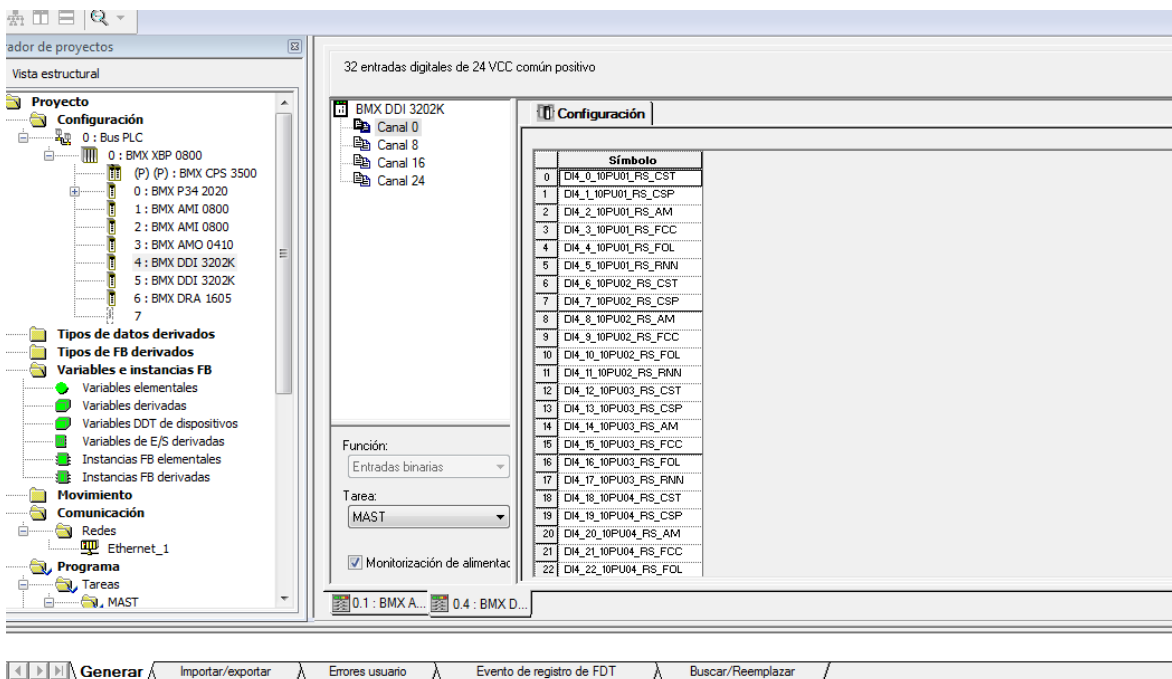 ador de proyectos
Vista estructural
Proyecto
Configuración
0 : Bus PLC
0 : BMX XBP 0800
(P) (P) : BMX CPS 3500
0 : BMX P34 2020
1 : BMX AMI 0800
2 : BMX AMI 0800
3 : BMX AMO 0410
4 : BMX DDI 3202K
5 : BMX DDI 3202K
6 : BMX DRA 1605
7
Tipos de datos derivados
Tipos de FB derivados
Variables e instancias FB
Variables elementales
Variables derivadas
Variables DDT de dispositivos
Variables de E/S derivadas
Instancias FB elementales
Instancias FB derivadas
Movimiento
Comunicación
Redes
Ethernet_1
Programa
Tareas
MAST
32 entradas digitales de 24 VCC común positivo
BMX DDI 3202K
Canal 0
Canal 8
Canal 16
Canal 24
Función:
Entradas binarias
Tarea:
MAST
Monitorización de alimentac
Configuración
Símbolo
0 DI4_0_10PU01_RS_CST
1 DI4_1_10PU01_RS_CSP
2 DI4_2_10PU01_RS_AM
3 DI4_3_10PU01_RS_FCC
4 DI4_4_10PU01_RS_FOL
5 DI4_5_10PU01_RS_RNN
6 DI4_6_10PU02_RS_CST
7 DI4_7_10PU02_RS_CSP
8 DI4_8_10PU02_RS_AM
9 DI4_9_10PU02_RS_FCC
10 DI4_10_10PU02_RS_FOL
11 DI4_11_10PU02_RS_RNN
12 DI4_12_10PU03_RS_CST
13 DI4_13_10PU03_RS_CSP
14 DI4_14_10PU03_RS_AM
15 DI4_15_10PU03_RS_FCC
16 DI4_16_10PU03_RS_FOL
17 DI4_17_10PU03_RS_RNN
18 DI4_18_10PU04_RS_CST
19 DI4_19_10PU04_RS_CSP
20 DI4_20_10PU04_RS_AM
21 DI4_21_10PU04_RS_FCC
22 DI4_22_10PU04_RS_FOL
0.1 : BMX A... 0.4 : BMX D...
Generar Importar/exportar Errores usuario Evento de registro de FDT Buscar/Reemplazar